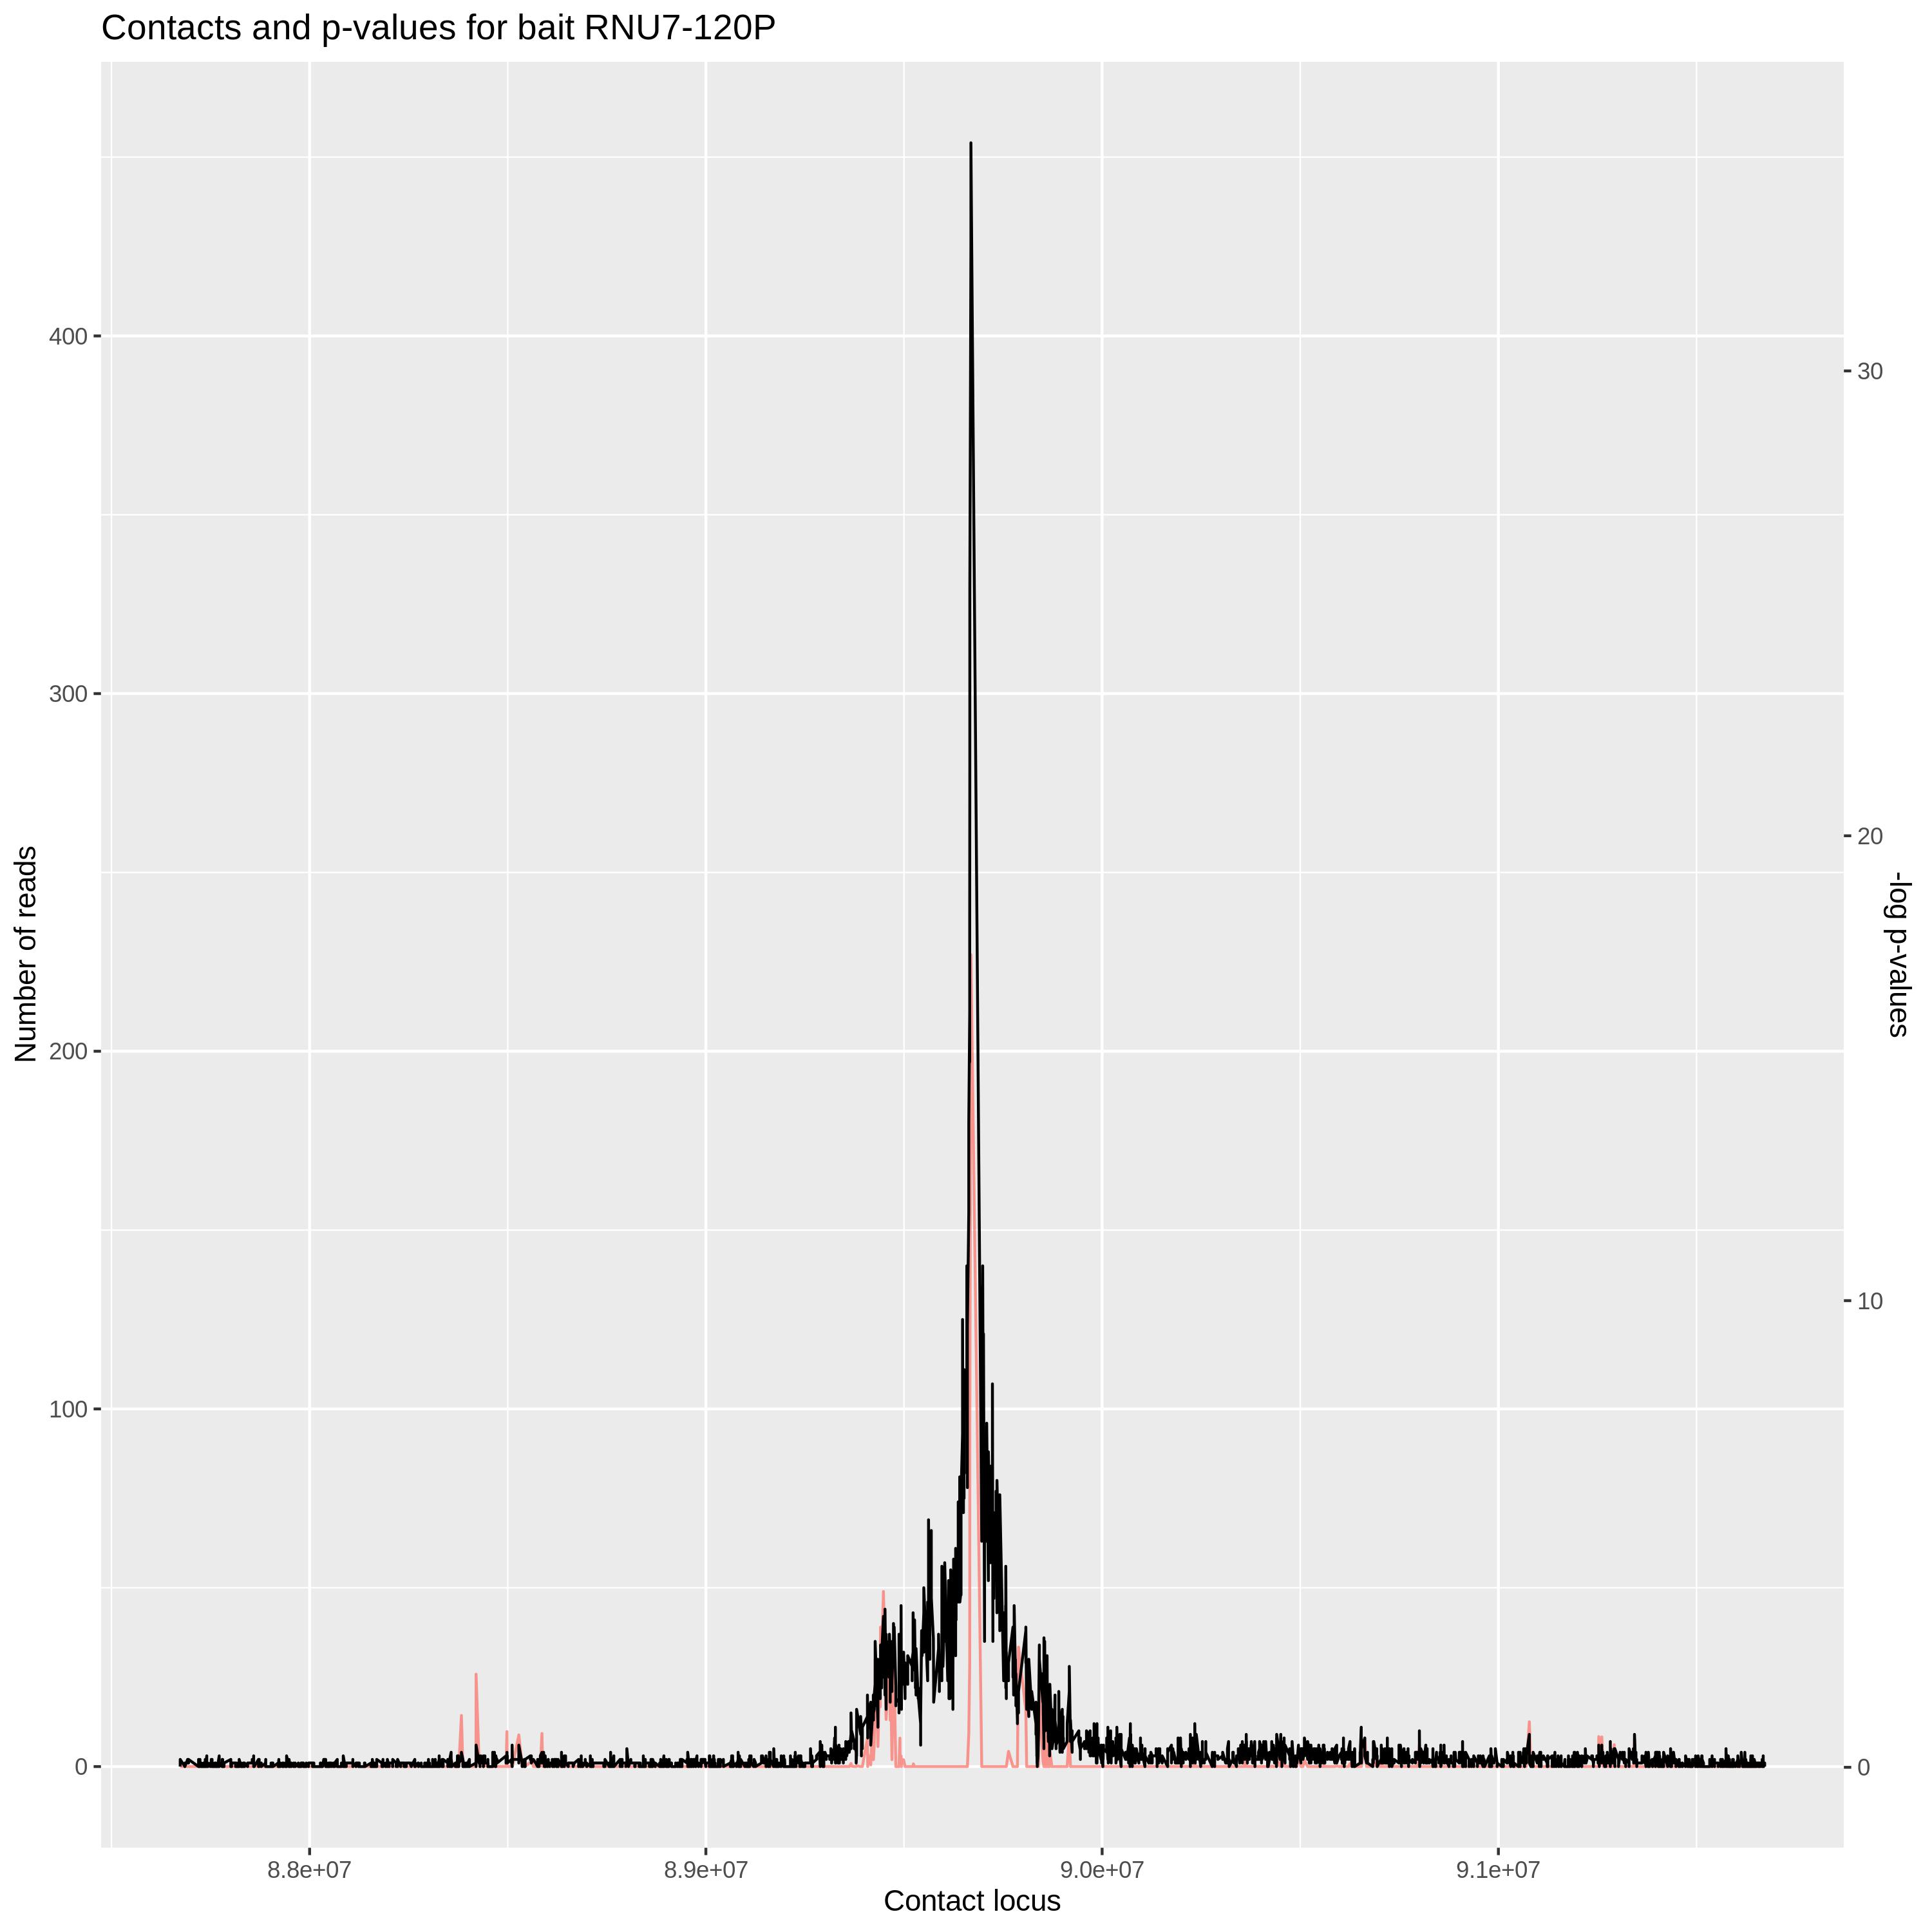 Contacts and p-values for bait RNU7-120P
400
300
200
100
0
30
20
10
0
Number of reads
-log p-values
8.8e+07
8.9e+07
9.0e+07
9.1e+07
Contact locus